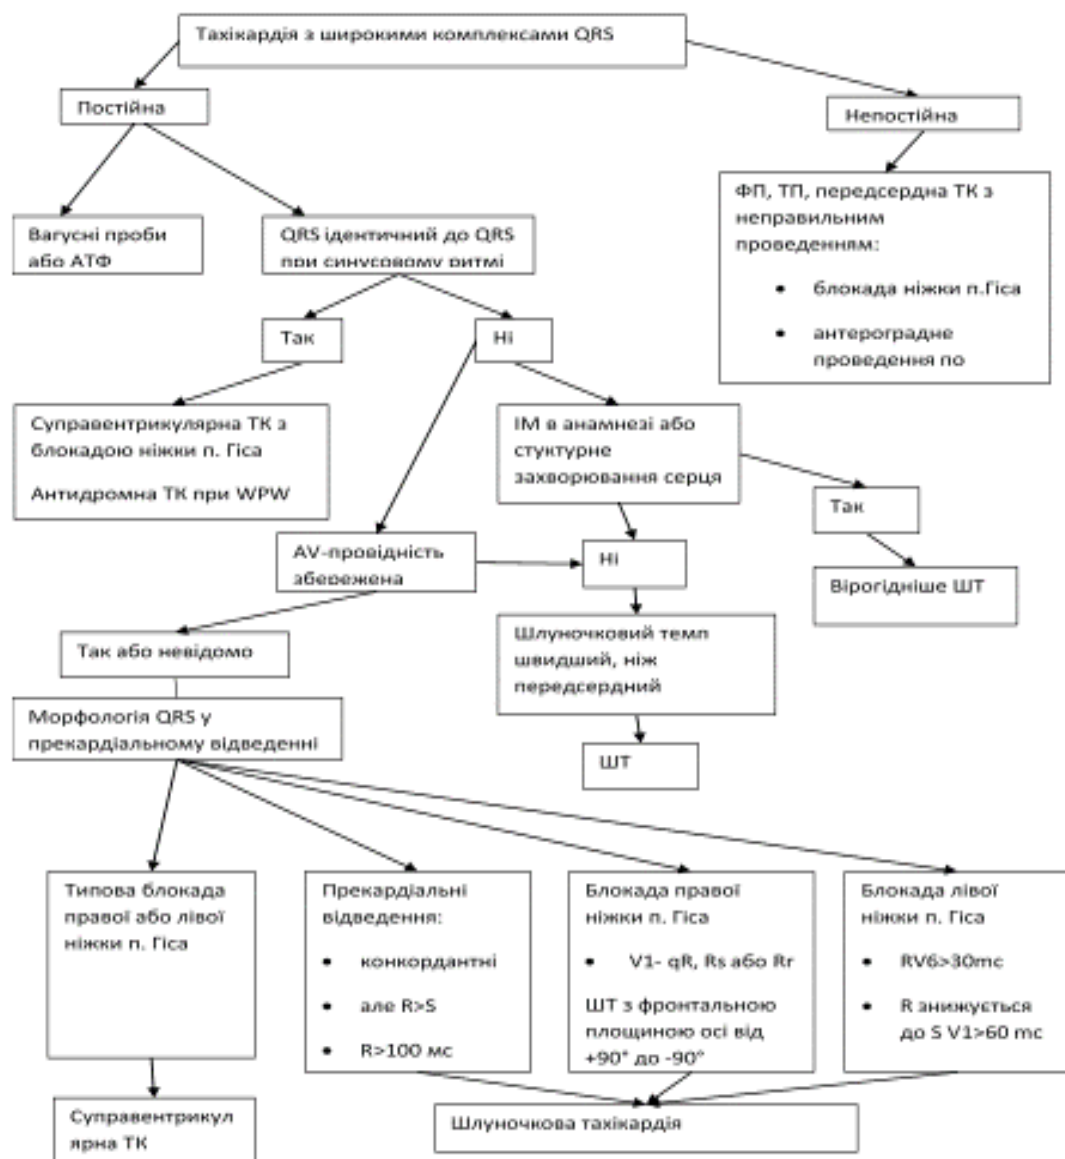 Тахікардія з широкими комплексами QRS
Постійна
Непостійна
Вагусні проби
або АТФ
QRS ідентичний до QRS
при синусовому ритмі
ФП, ТП, передсердна ТК з
неправильним
проведенням:
• блокада ніжки п.Гіса
• антероградне
проведення по
Так
Ні
Суправентрикулярна ТК з
блокадою ніжки п. Гіса
Антидромна ТК при WPW
ІМ в анамнезі або
стуктурне
захворювання серця
Так
AV-провідність
збережена
Ні
Вірогідніше ШТ
Так або невідомо
Шлуночковий темп
швидший, ніж
передсердний
Морфологія QRS у
прекардіальному відведенні
ШТ
Типова блокада
правої або лівої
ніжки п. Гіса
Прекардіальні
відведення:
• конкордантні
• але R>S
• R>100 мс
Блокада правої
ніжки п. Гіса
• V1- qR, Rs або Rr
ШТ з фронтальною
площиною осі від
+90° до -90°
Блокада лівої
ніжки п. Гіса
• RV6>30mc
• R знижується
до S V1>60 mc
Суправентрикул
ярна ТК
Шлуночкова тахікардія